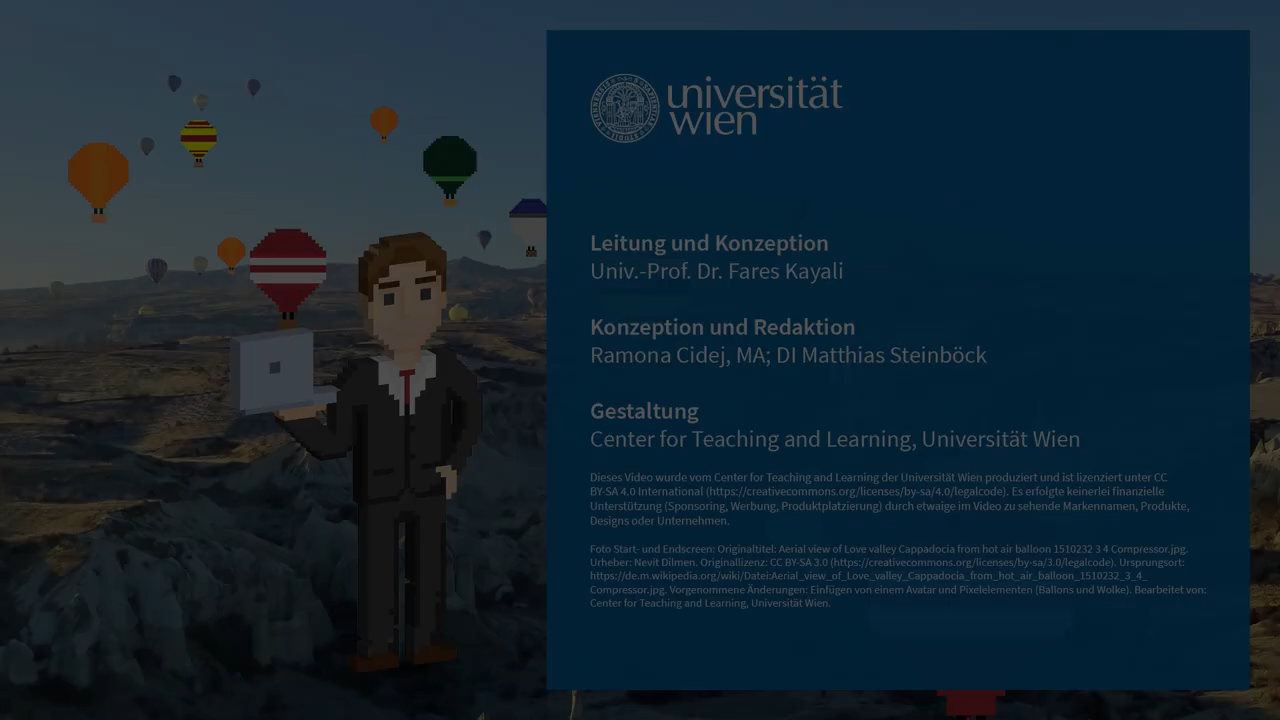 universität
wien
Leitung und Konzeption
Univ.-Prof. Dr. Fares Kayali
Konzeption und Redaktion
Ramona Cidej, MA; DI Matthias Steinböck
Gestaltung
Center for Teaching and Learning, Universität Wien
Dieses Video wurde vom Center for Teaching and Learning der Universität Wien produziert und ist lizenziert unter CC
BY-SA 4.0 International (https://creativecommons.org/licenses/by-sa/4.0/legalcode). Es erfolgte keinerlei finanzielle
Unterstützung (Sponsoring, Werbung, Produktplatzierung) durch etwaige im Video zu sehende Markennamen, Produkte,
Designs oder Unternehmen.
Foto Start- und Endscreen: Originaltitel: Aerial view of Love valley Cappadocia from hot air balloon 1510232 3 4 Compressor.jpg.
Urheber: Nevit Dilmen. Originallizenz: CC BY-SA 3.0 (https://creativecommons.org/licenses/by-sa/3.0/legalcode). Ursprungsort:
https://de.m.wikipedia.org/wiki/Datei:Aerial_view_of_Love_valley_Cappadocia_from_hot_air_balloon_1510232_3_4_
Compressor.jpg. Vorgenommene Änderungen: Einfügen von einem Avatar und Pixelelementen (Ballons und Wolke). Bearbeitet von:
Center for Teaching and Learning, Universität Wien.